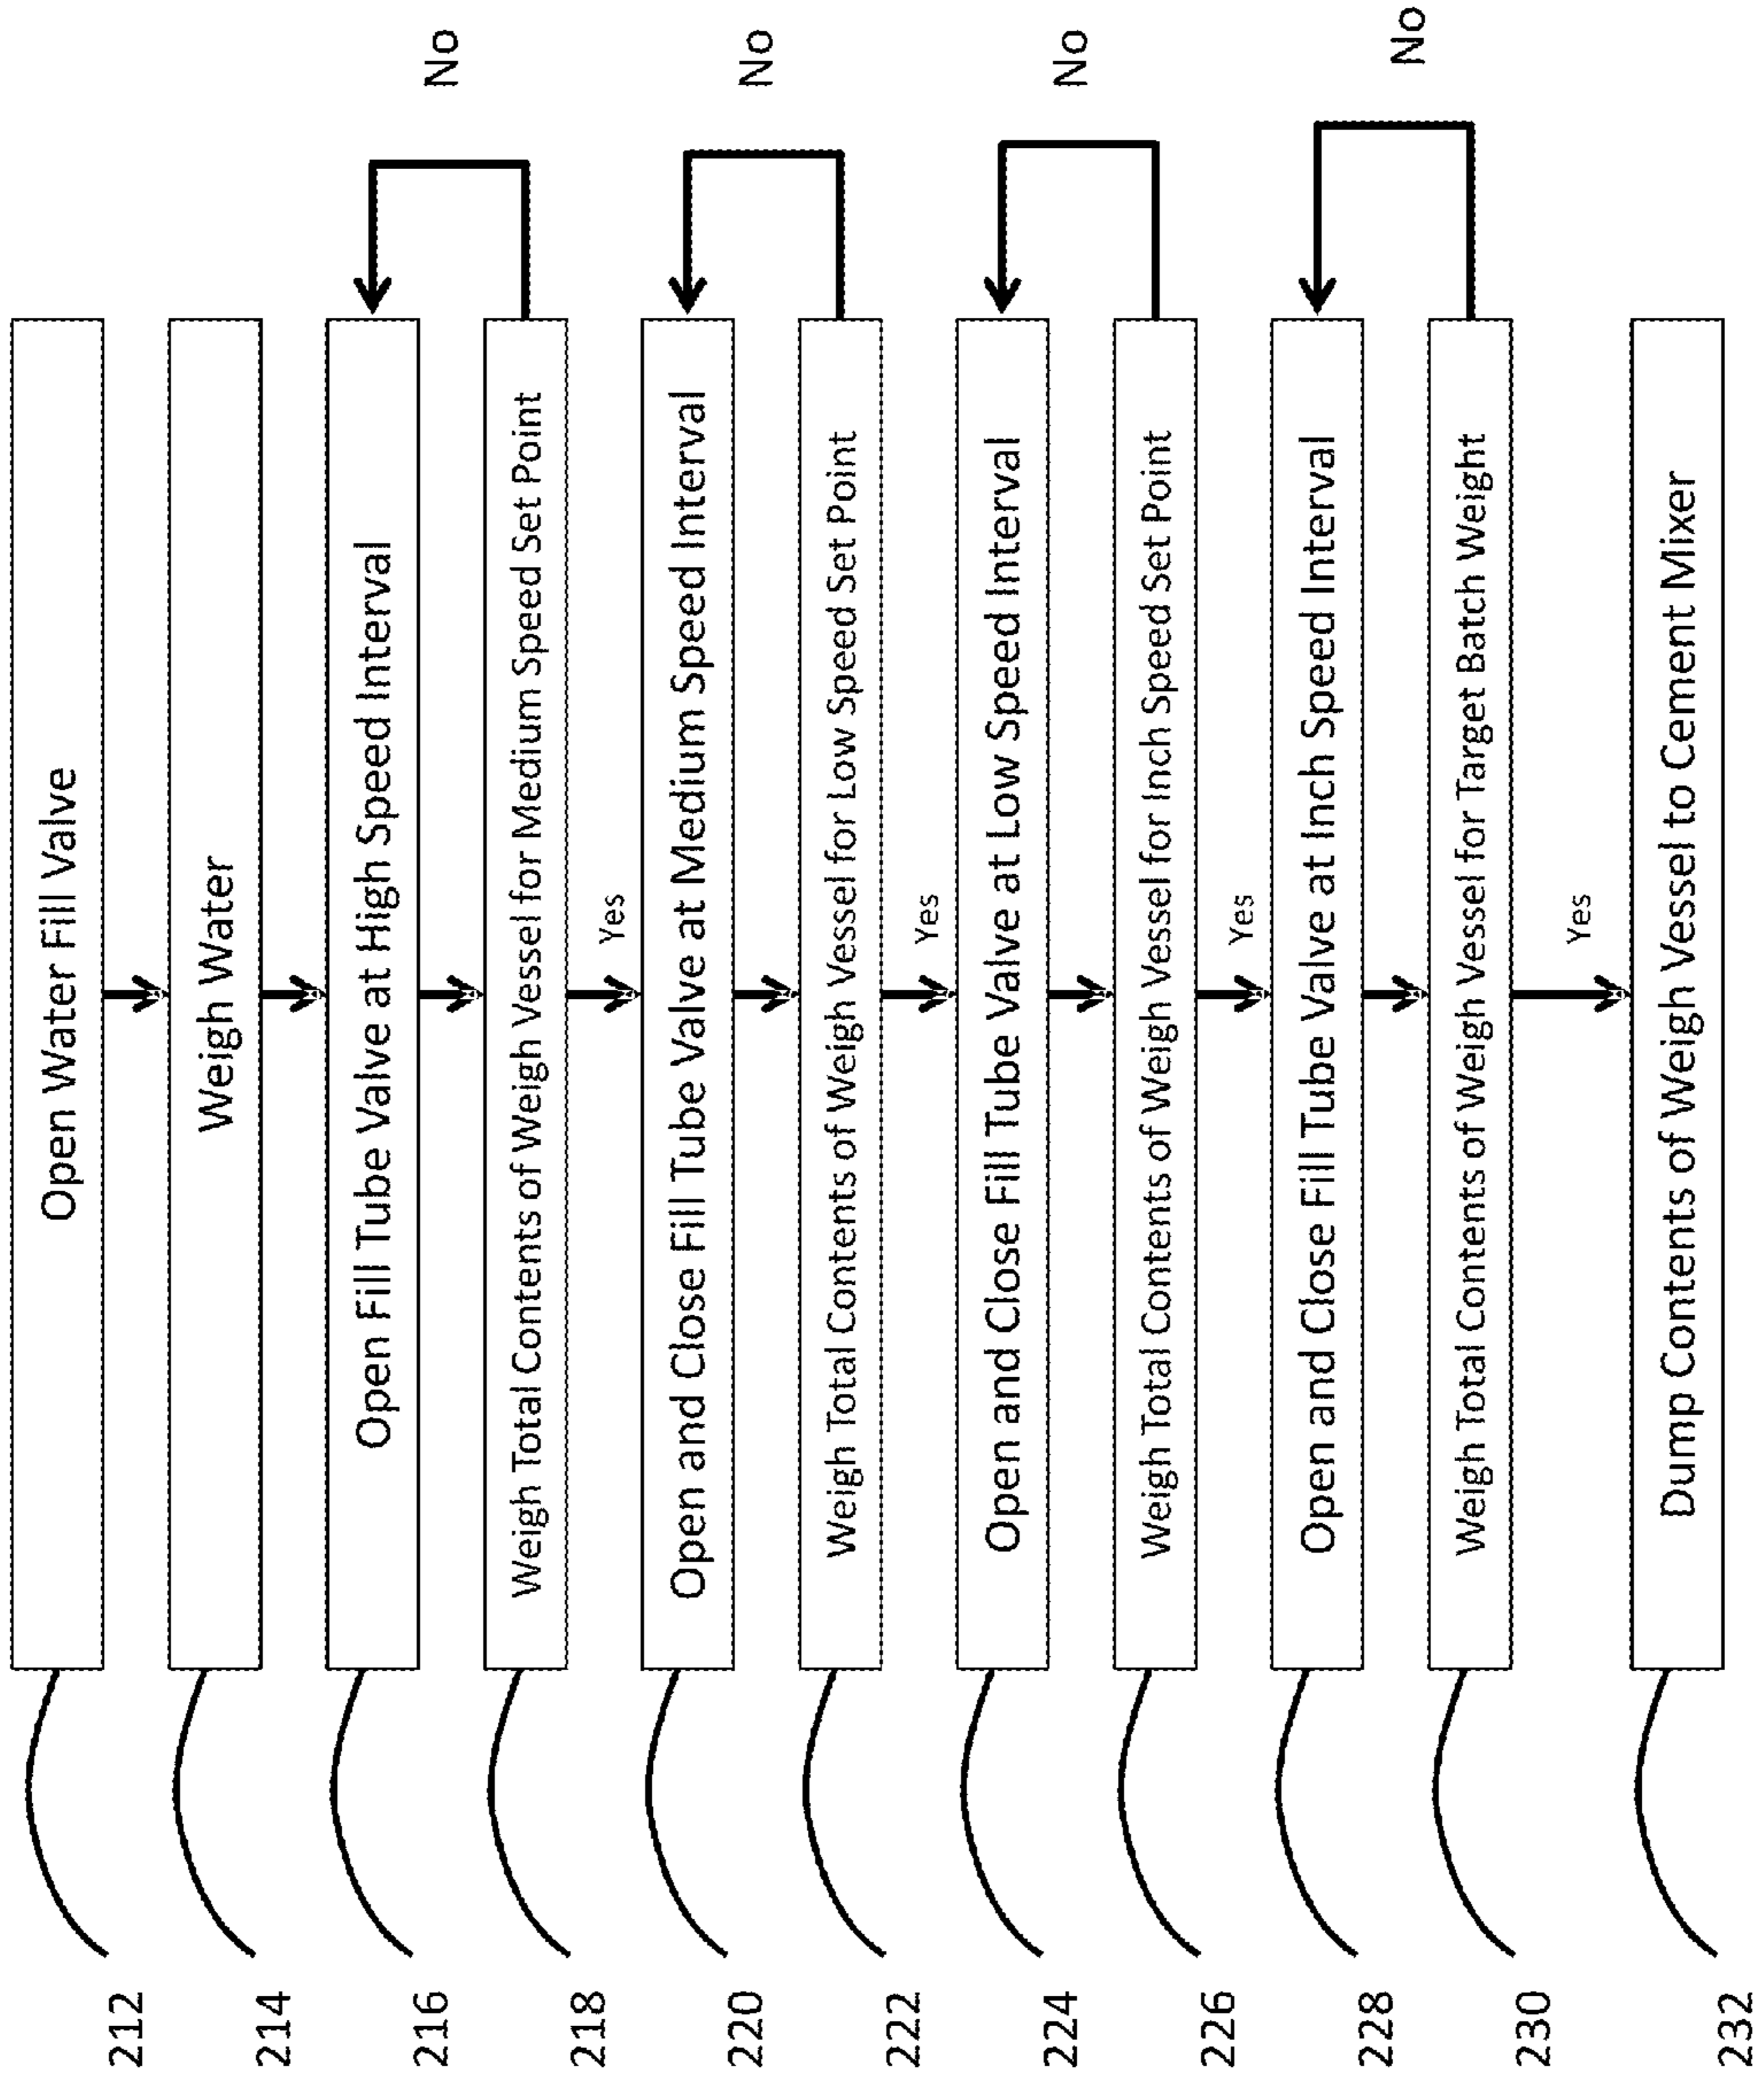 212
Open Water Fill Valve
214
Weigh Water
216
Open Fill Tube Valve at High Speed Interval
No
218
Weigh Total Contents of Weigh Vessel for Medium Speed Set Point
Yes
220
Open and Close Fill Tube Valve at Medium Speed Interval
No
222
Weigh Total Contents of Weigh Vessel for Low Speed Set Point
Yes
224
Open and Close Fill Tube Valve at Low Speed Interval
No
226
Weigh Total Contents of Weigh Vessel for Inch Speed Set Point
Yes
228
Open and Close Fill Tube Valve at Inch Speed Interval
No
230
Weigh Total Contents of Weigh Vessel for Target Batch Weight
Yes
232
Dump Contents of Weigh Vessel to Cement Mixer